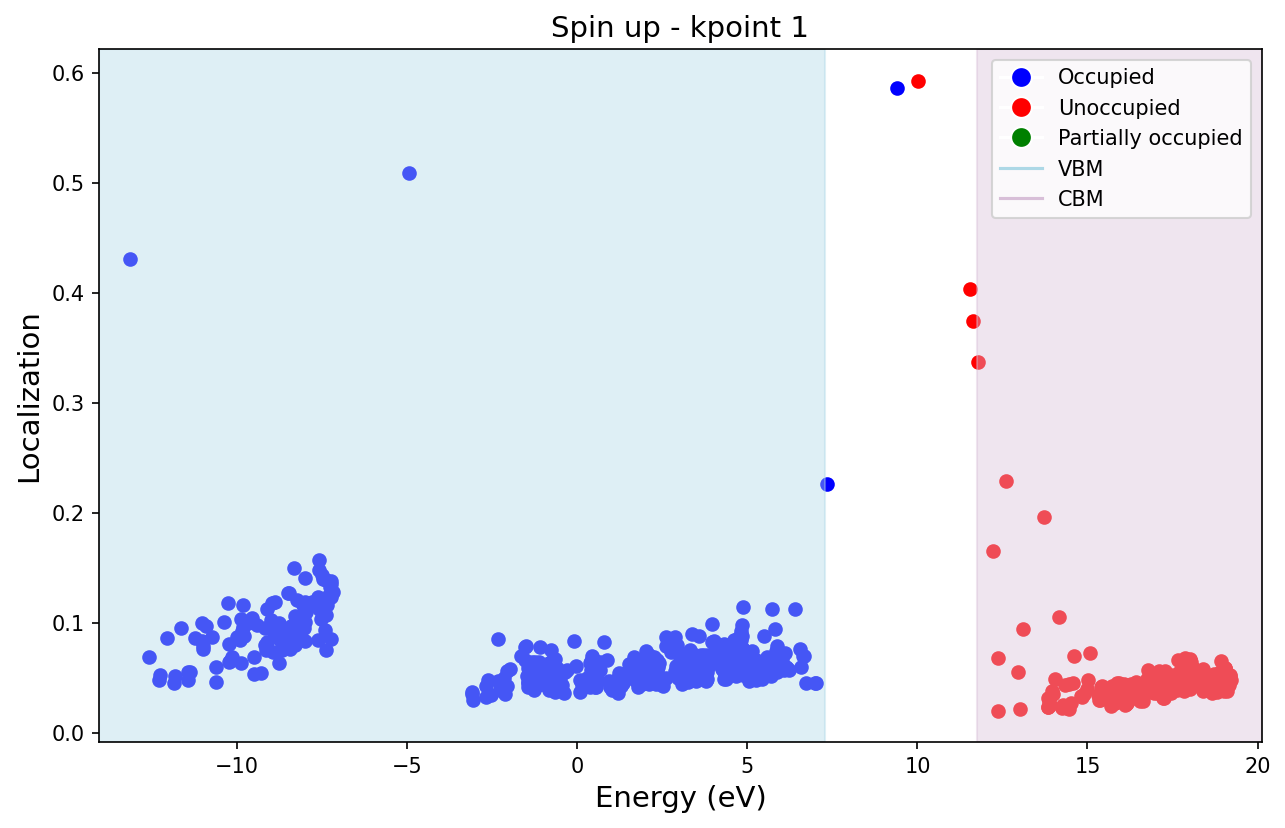 Spin up - kpoint 1
Localization
0.6
0.5
0.4
0.3
0.2
0.1
0.0
Occupied
Unoccupied
Partially occupied
VBM
CBM
−10
−5
0
5
10
15
20
Energy (eV)